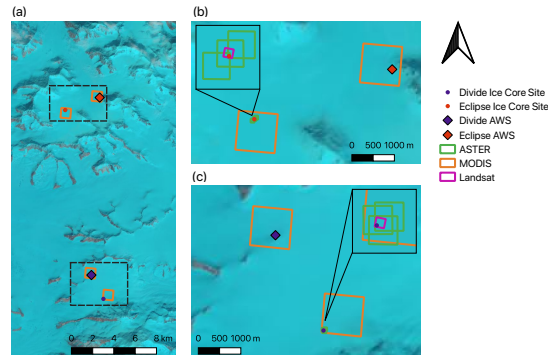 (a)
(b)
(c)
0 2 4 6 8 km
0 500 1000 m
0 500 1000 m
Divide Ice Core Site
Eclipse Ice Core Site
Divide AWS
Eclipse AWS
ASTER
MODIS
Landsat